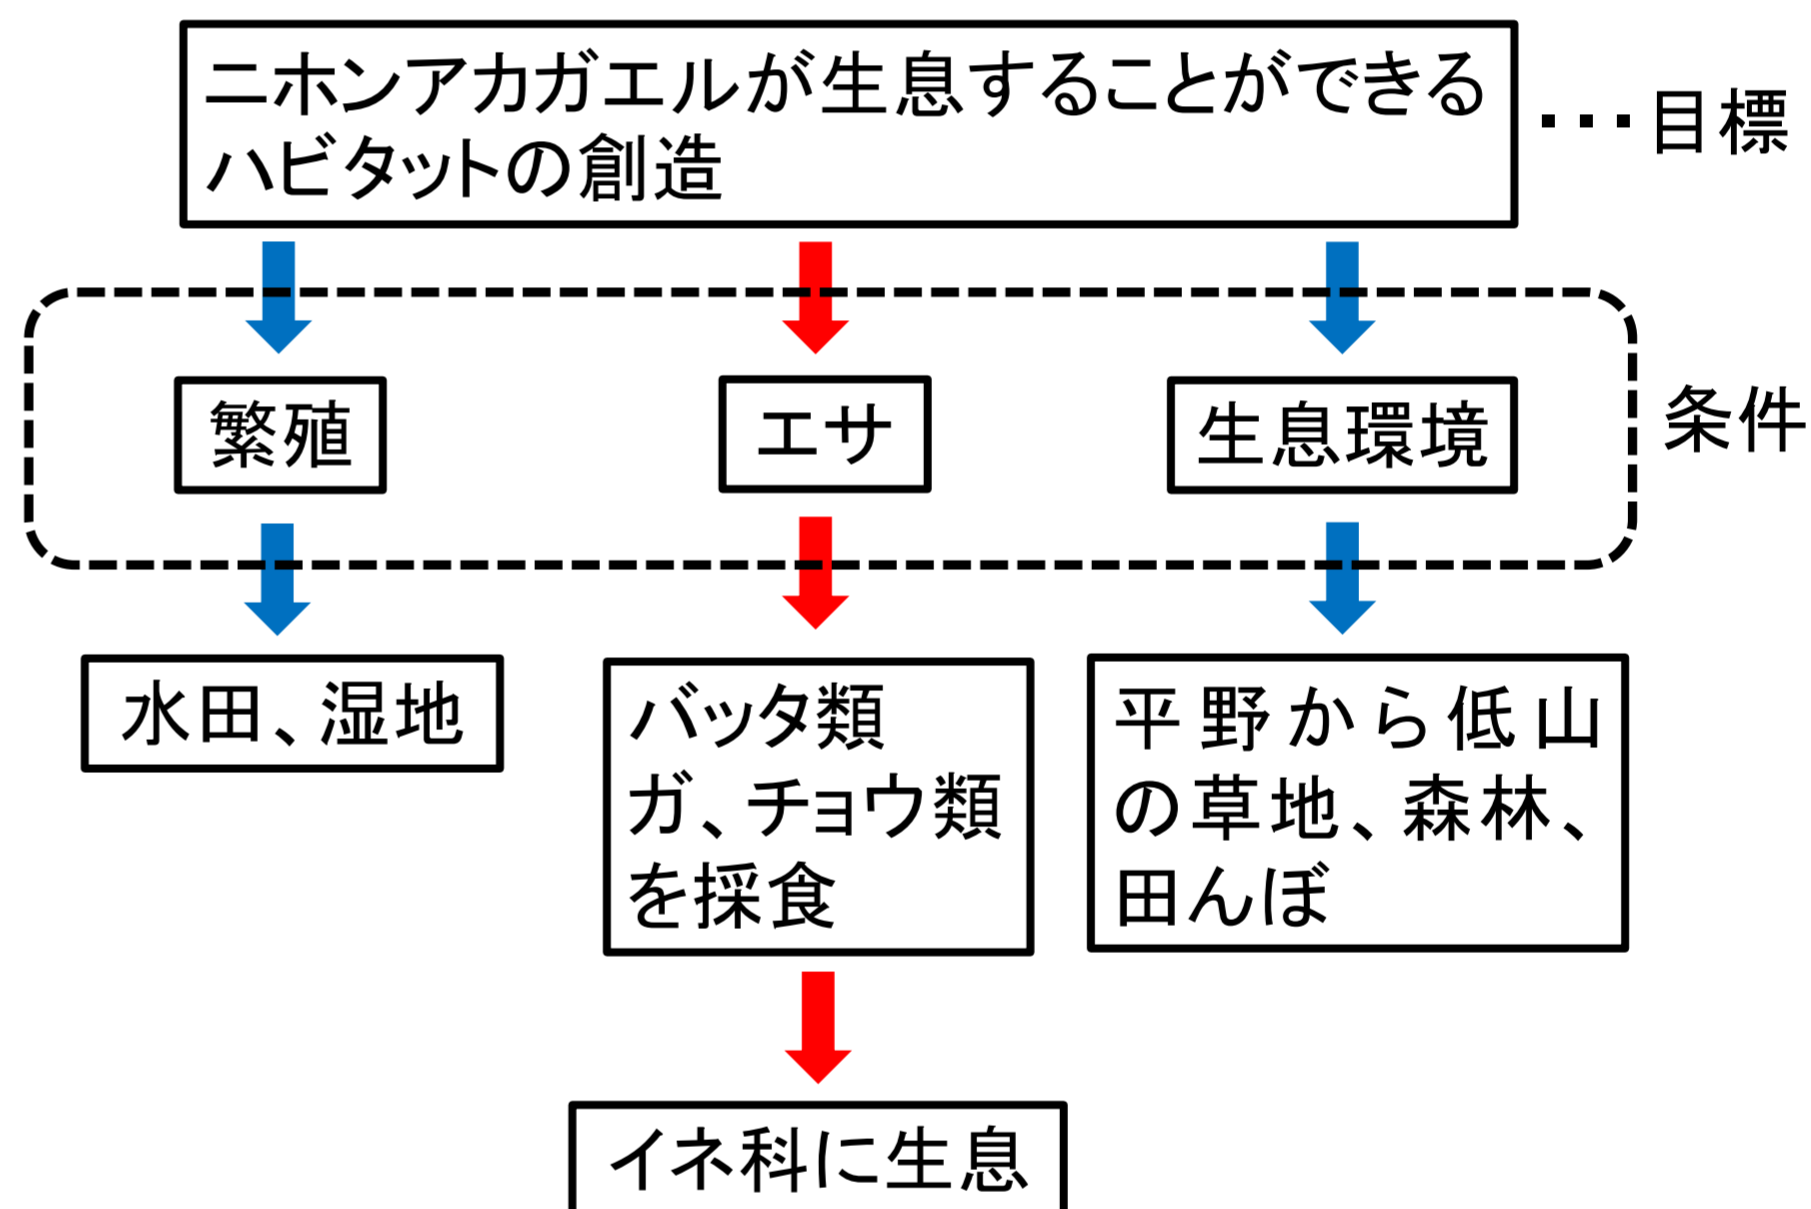 ニホンアカガエルが生息することができる
ハビタットの創造
･･･目標
繁殖
エサ
生息環境
条件
水田、湿地
バッタ類
ガ、チョウ類
を採食
平野から低山
の草地、森林、
田んぼ
イネ科に生息